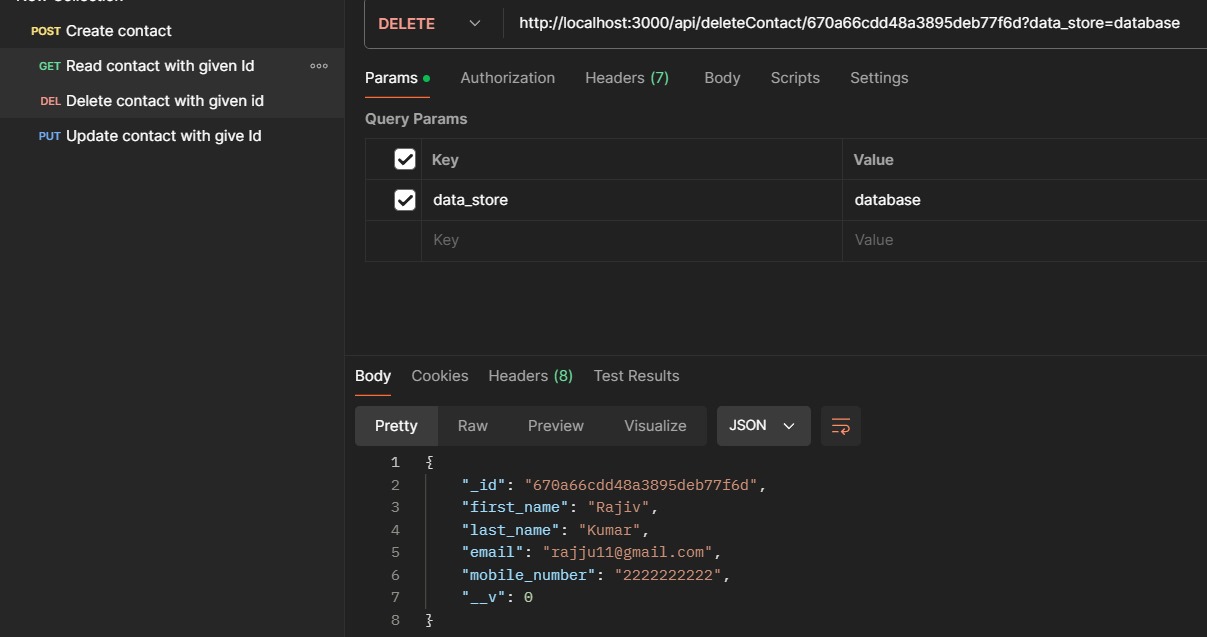 POST Create contact
GET Read contact with given Id
DEL Delete contact with given id
PUT Update contact with give Id
DELETE http://localhost:3000/api/deleteContact/670a66cdd48a3895deb77f6d?data_store=database
Params Authorization Headers (7) Body Scripts Settings
Query Params
Key Value
data_store database
Key Value
Body Cookies Headers (8) Test Results
Pretty Raw Preview Visualize JSON
1 {
2 "_id": "670a66cdd48a3895deb77f6d",
3 "first_name": "Rajiv",
4 "last_name": "Kumar",
5 "email": "rajju11@gmail.com",
6 "mobile_number": "2222222222",
7 "__v": 0
8 }